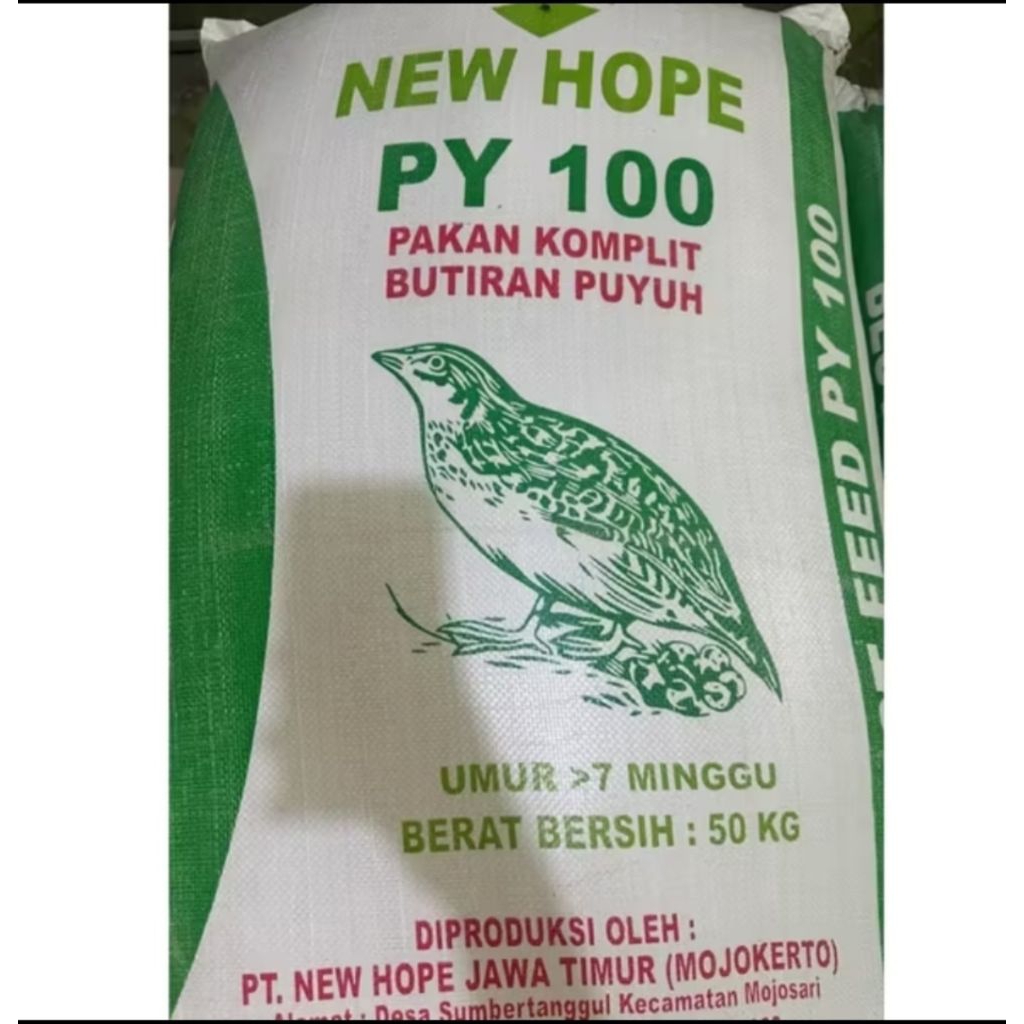 NEW HOPE
PY 100
PAKAN KOMPLIT
BUTIRAN PUYUH
UMUR >7 MINGGU
BERAT BERSIH : 50 KG
DIPRODUKSI OLEH :
PT. NEW HOPE JAWA TIMUR (MOJOKERTO)
Alamat : Desa Sumbertanggul Kecamatan Mojosari
FEED PY 100